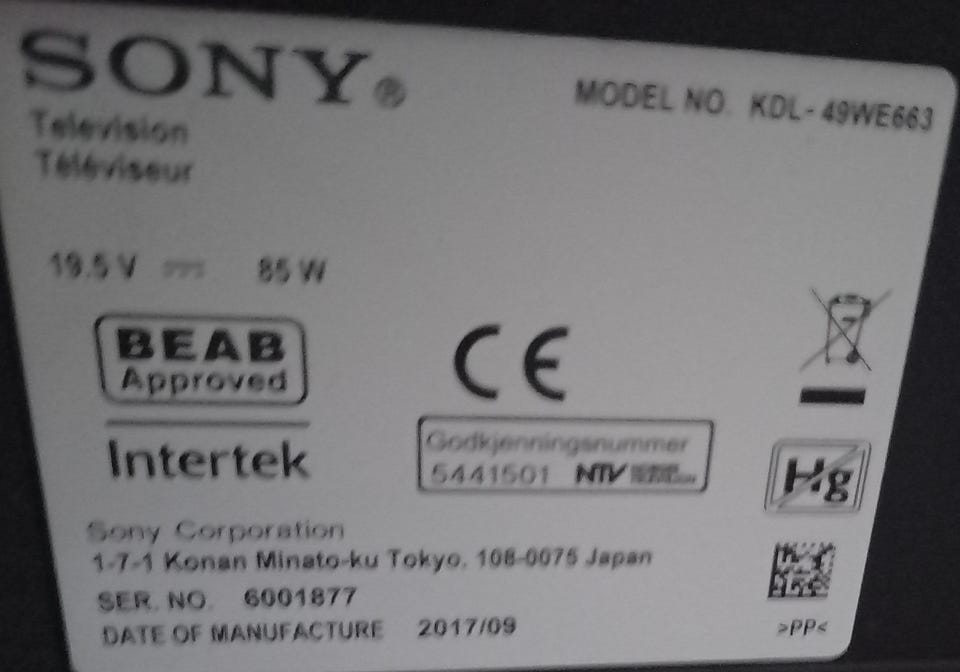 SONY®
MODEL NO. KDL-49WE663
Television
Téléviseur
19.5 V 85 W
BEAB
Approved
Intertek
CE
Godkjenningsnummer
5441501 NTV
Hg
Sony Corporation
1-7-1 Konan Minato-ku Tokyo, 108-0075 Japan
SER. NO. 6001877
DATE OF MANUFACTURE 2017/09
>PP<